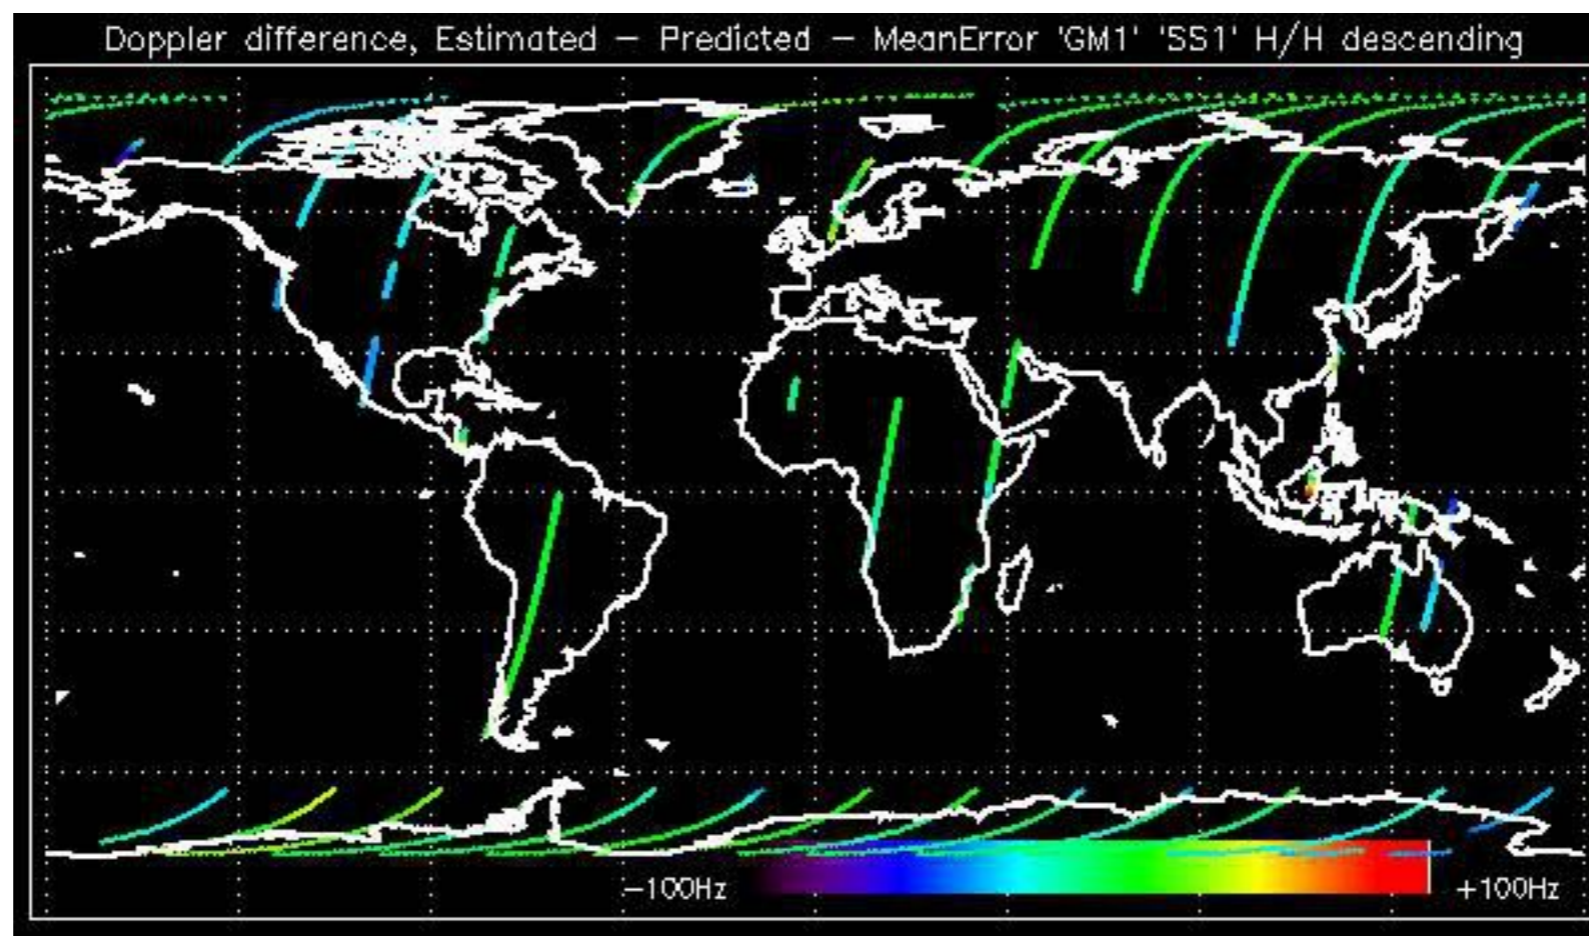 Doppler difference, Estimated – Predicted – MeanError 'GM1' 'SS1' H/H descending
–100Hz
+100Hz